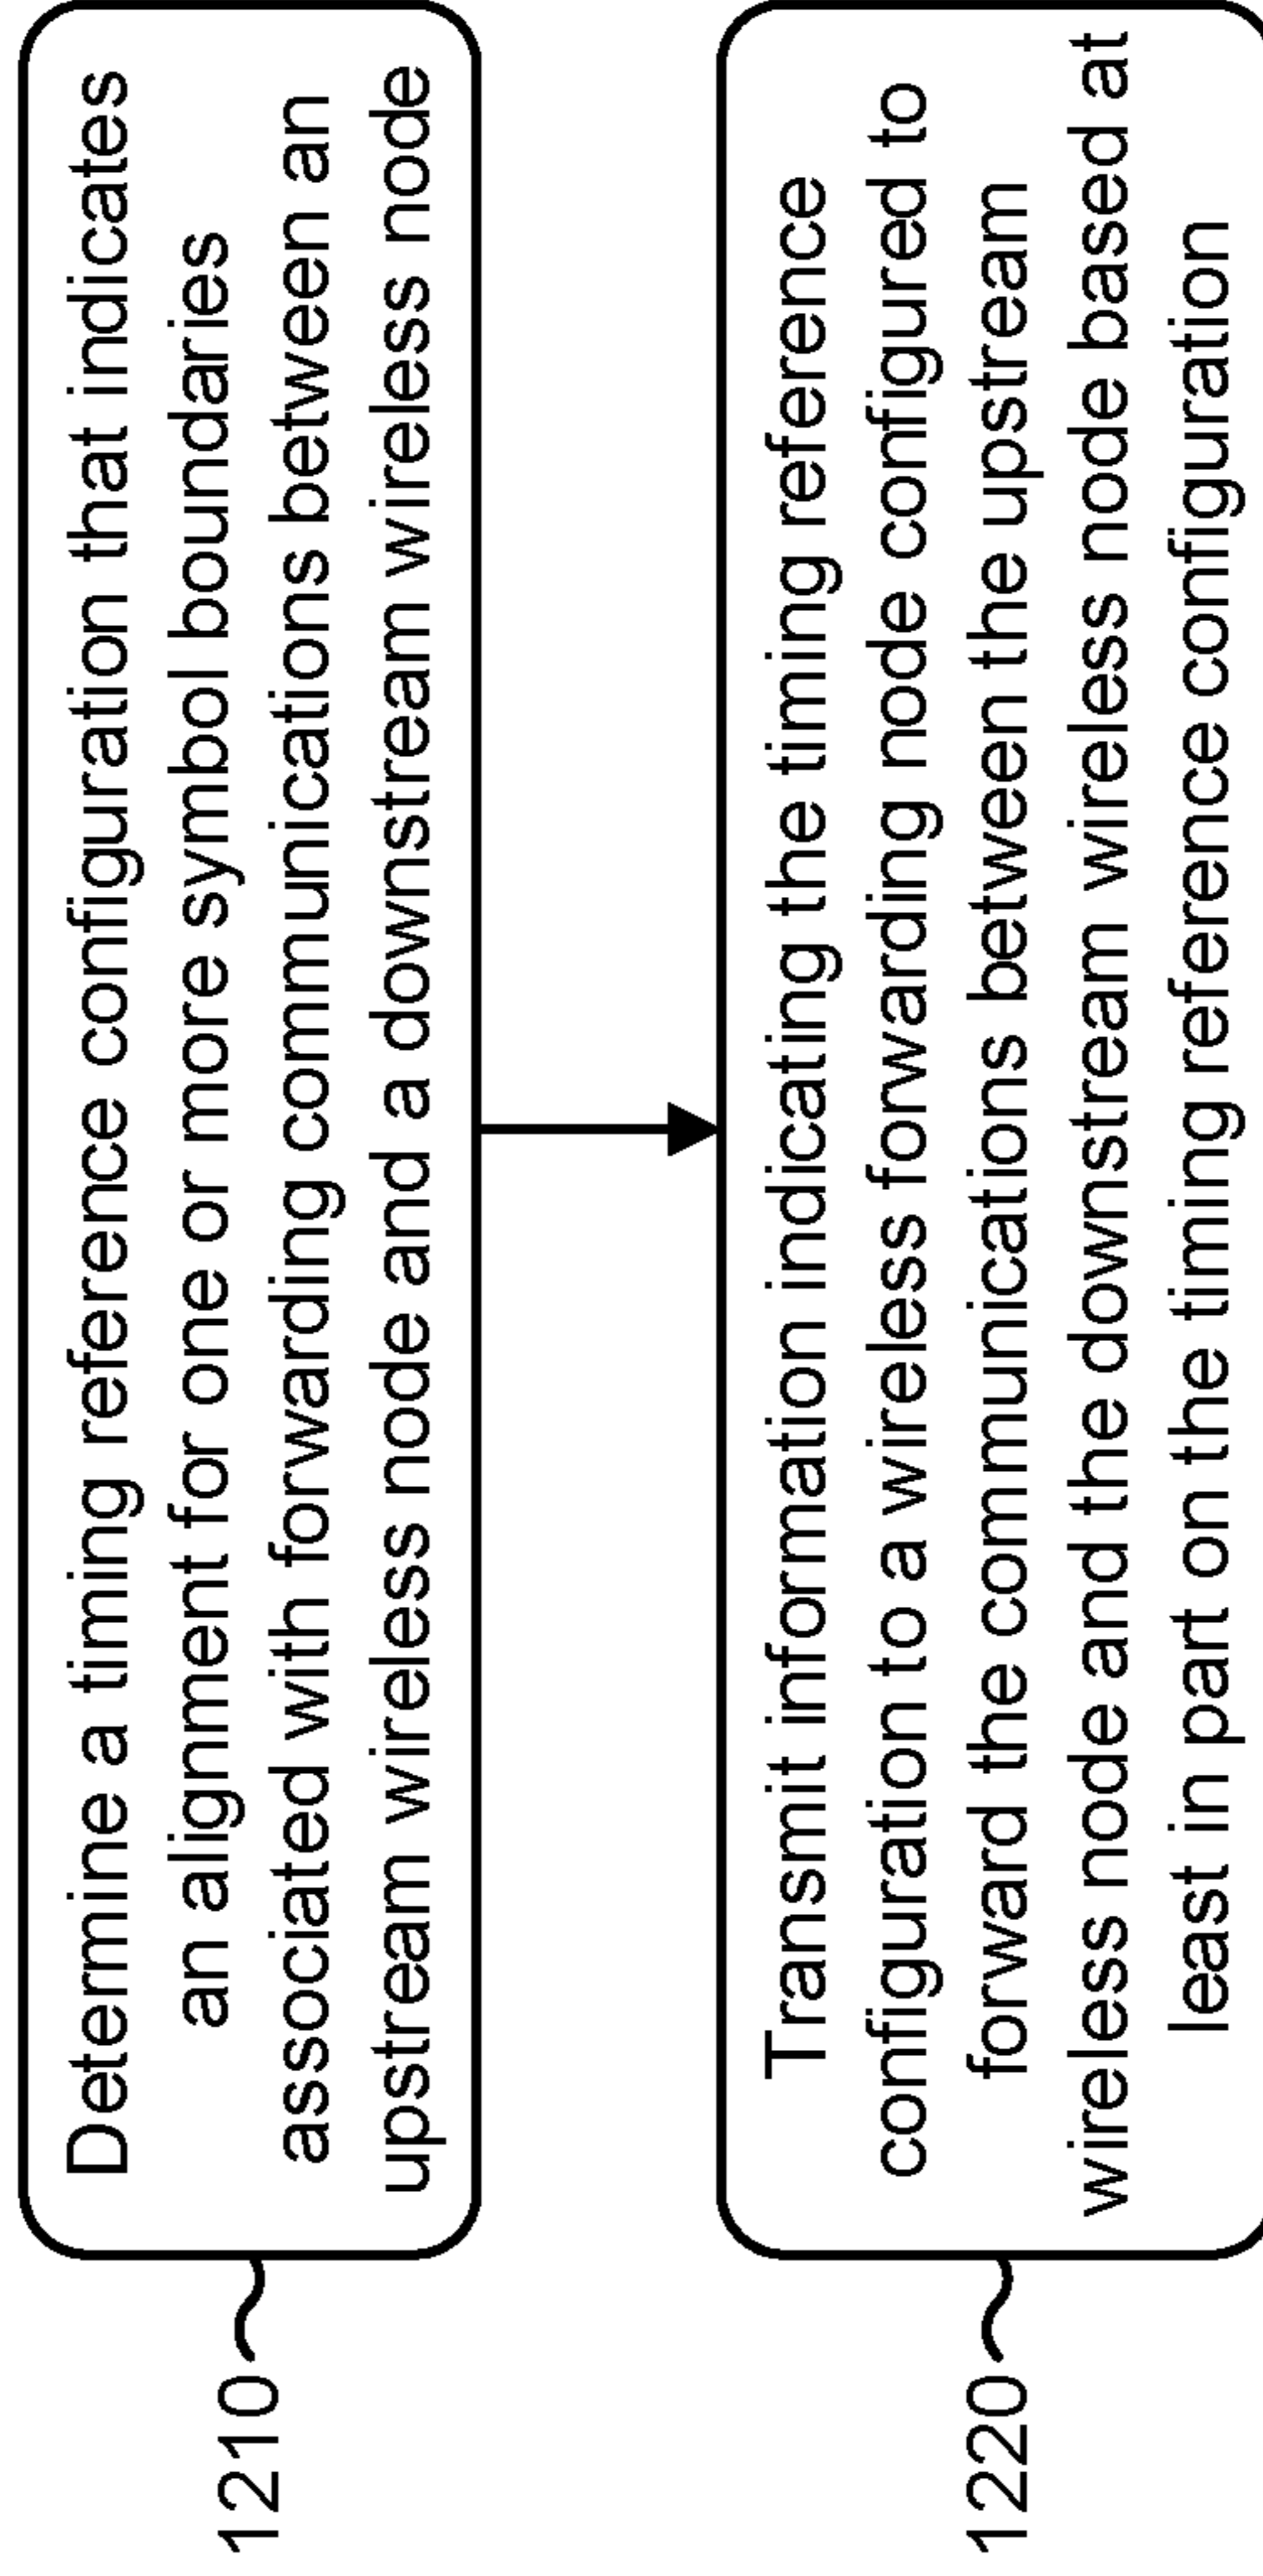 Determine a timing reference configuration that indicates
an alignment for one or more symbol boundaries
associated with forwarding communications between an
upstream wireless node and a downstream wireless node
1210
Transmit information indicating the timing reference
configuration to a wireless forwarding node configured to
forward the communications between the upstream
wireless node and the downstream wireless node based at
least in part on the timing reference configuration
1220